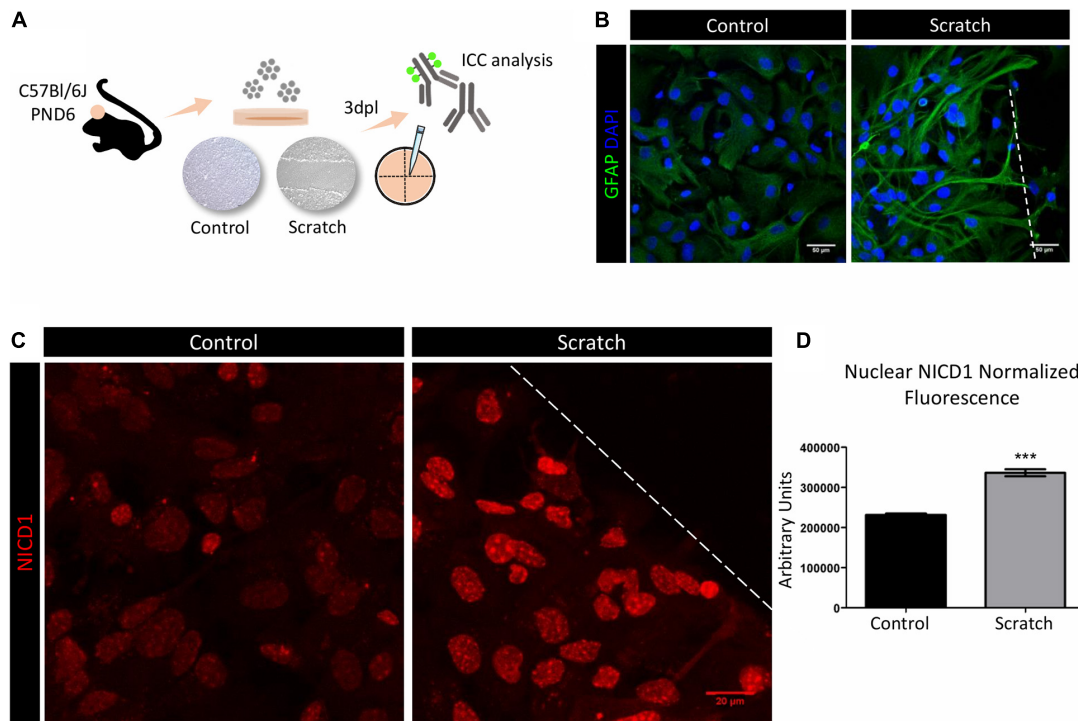 A
C57Bl/6J
PND6
3dpl
ICC analysis
Control
Scratch
B
Control
Scratch
GFAP DAPI
50 μm
50 μm
C
Control
Scratch
NICD1
20 μm
D
Nuclear NICD1 Normalized
Fluorescence
Arbitrary Units
400000
300000
200000
100000
0
***
Control
Scratch